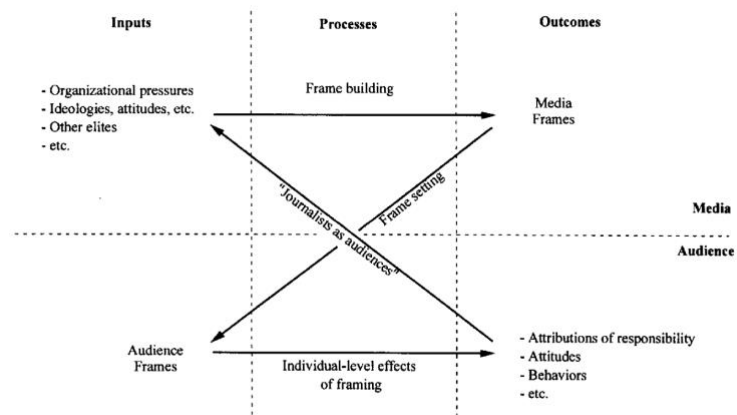 Inputs
Processes
Outcomes
- Organizational pressures
- Ideologies, attitudes, etc.
- Other elites
- etc.
Frame building
Media
Frames
"Journalists as audiences"
Frame setting
Media
Audience
Audience
Frames
Individual-level effects
of framing
- Attributions of responsibility
- Attitudes
- Behaviors
- etc.